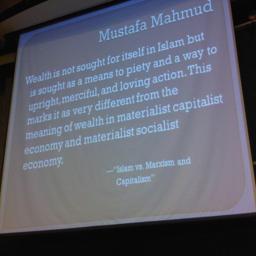 Mustafa Mahmud
Wealth is not sought for itself in Islam but
is sought as a means to piety and a way to
upright, merciful, and loving action. This
marks it as very different from the
meaning of wealth in materialist capitalist
economy and materialist socialist
economy.
—"Islam vs. Marxism and
Capitalism"